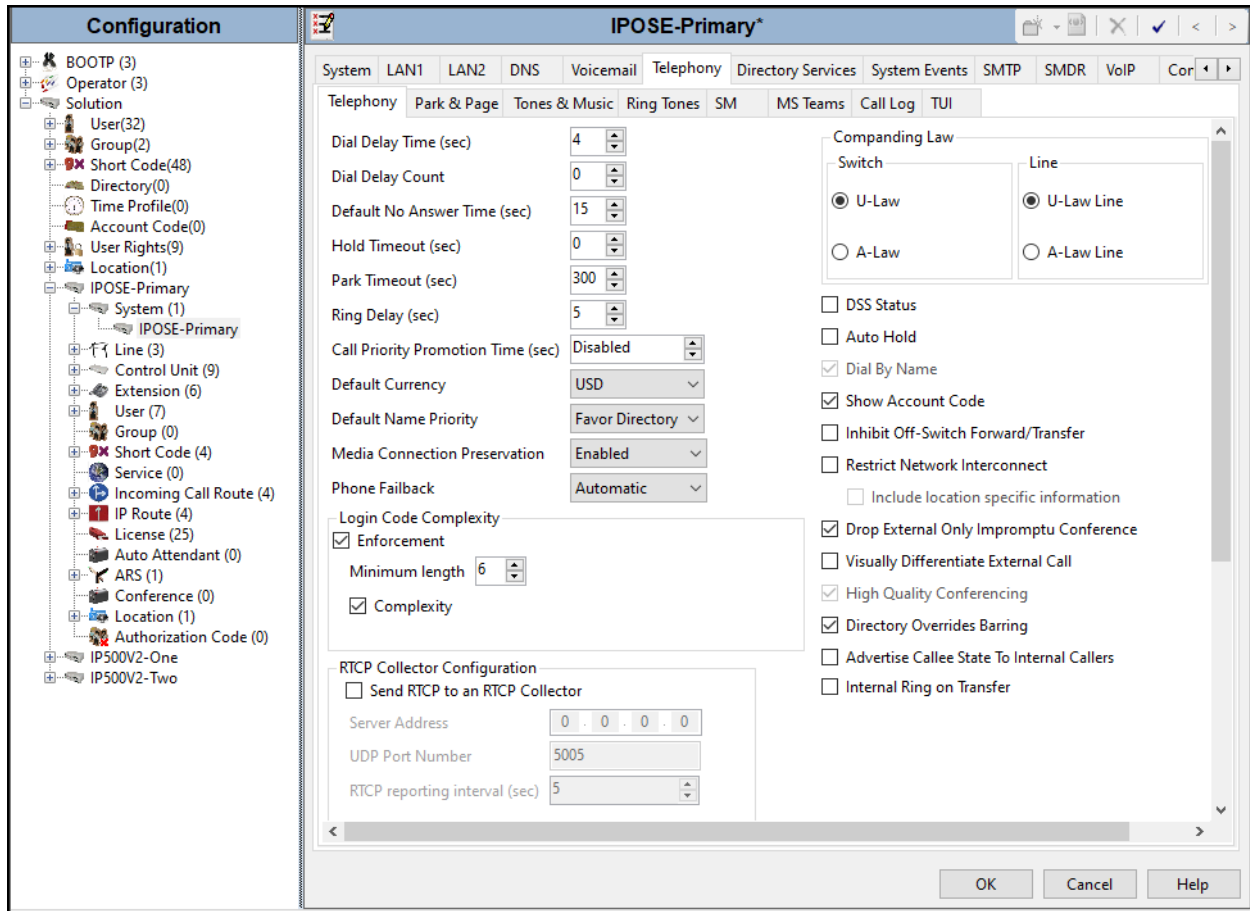 Configuration
BOOTP (3)
Operator (3)
Solution
User(32)
Group(2)
Short Code(48)
Directory(0)
Time Profile(0)
Account Code(0)
User Rights(9)
Location(1)
IPOSE-Primary
System (1)
IPOSE-Primary
Line (3)
Control Unit (9)
Extension (6)
User (7)
Group (0)
Short Code (4)
Service (0)
Incoming Call Route (4)
IP Route (4)
License (25)
Auto Attendant (0)
ARS (1)
Conference (0)
Location (1)
Authorization Code (0)
IP500V2-One
IP500V2-Two
IPOSE-Primary*
System LAN1 LAN2 DNS Voicemail Telephony Directory Services System Events SMTP SMDR VoIP Cor
Telephony Park & Page Tones & Music Ring Tones SM MS Teams Call Log TUI
Dial Delay Time (sec) 4
Dial Delay Count 0
Default No Answer Time (sec) 15
Hold Timeout (sec) 0
Park Timeout (sec) 300
Ring Delay (sec) 5
Call Priority Promotion Time (sec) Disabled
Default Currency USD
Default Name Priority Favor Directory
Media Connection Preservation Enabled
Phone Failback Automatic
Login Code Complexity
Enforcement
Minimum length 6
Complexity
RTCP Collector Configuration
Send RTCP to an RTCP Collector
Server Address 0 . 0 . 0 . 0
UDP Port Number 5005
RTCP reporting interval (sec) 5
Companding Law
Switch Line
U-Law U-Law Line
A-Law A-Law Line
DSS Status
Auto Hold
Dial By Name
Show Account Code
Inhibit Off-Switch Forward/Transfer
Restrict Network Interconnect
Include location specific information
Drop External Only Impromptu Conference
Visually Differentiate External Call
High Quality Conferencing
Directory Overrides Barring
Advertise Callee State To Internal Callers
Internal Ring on Transfer
OK Cancel Help